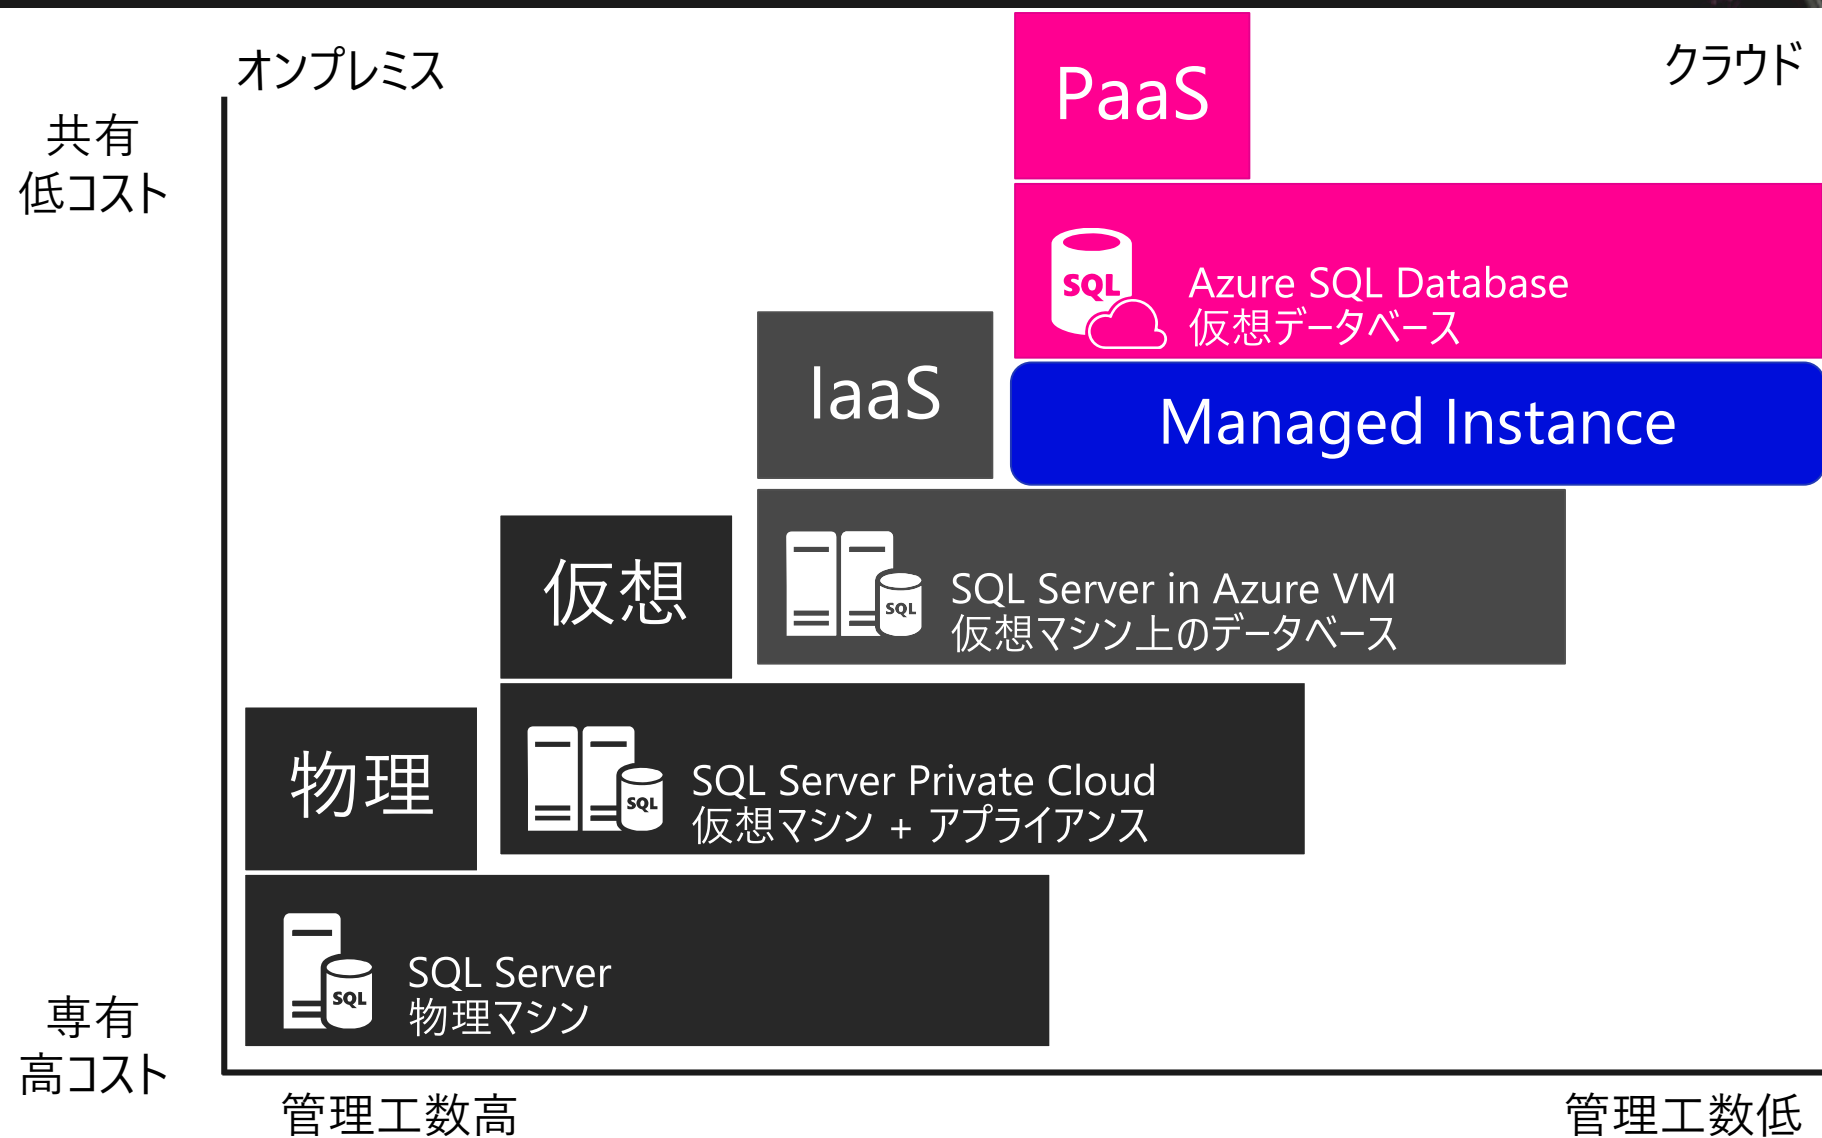 オンプレミス
クラウド
共有
低コスト
PaaS
SQL
Azure SQL Database
仮想データベース
IaaS
Managed Instance
仮想
SQL
SQL Server in Azure VM
仮想マシン上のデータベース
物理
SQL
SQL Server Private Cloud
仮想マシン + アプライアンス
SQL
SQL Server
物理マシン
専有
高コスト
管理工数高
管理工数低